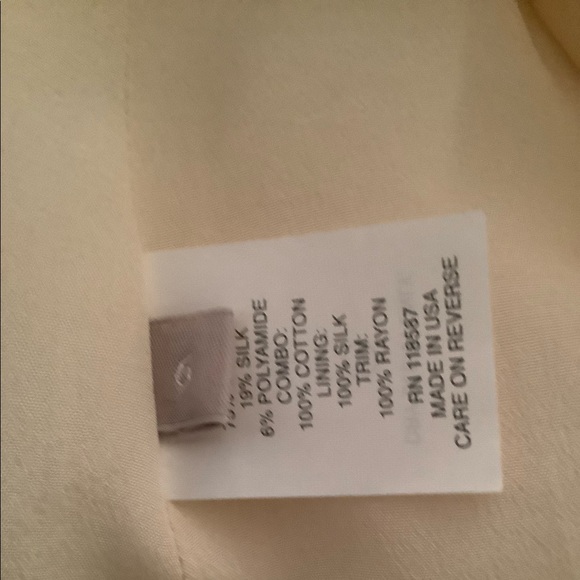 0
19% SILK
6% POLYAMIDE
COMBO:
100% COTTON
LINING:
100% SILK
TRIM:
100% RAYON
RN 118587
MADE IN USA
CARE ON REVERSE